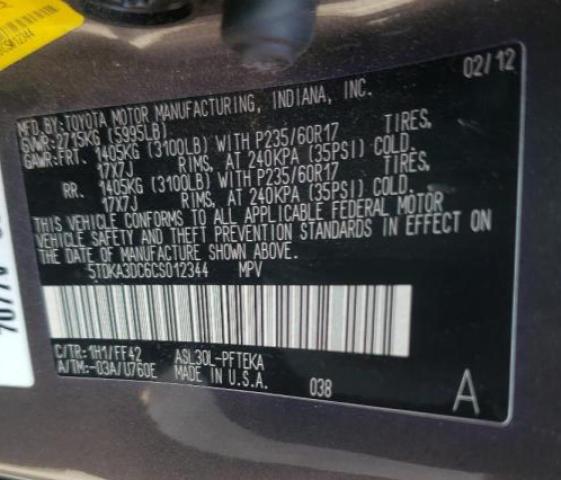 CS012344
02/12
MFD.BY:TOYOTA MOTOR MANUFACTURING, INDIANA, INC.
GVWR:2715KG (5995LB)
GAWR:FRT. 1405KG (3100LB) WITH P235/60R17 TIRES,
17X7J RIMS, AT 240KPA (35PSI) COLD.
RR. 1405KG (3100LB) WITH P235/60R17 TIRES,
17X7J RIMS, AT 240KPA (35PSI) COLD.
THIS VEHICLE CONFORMS TO ALL APPLICABLE FEDERAL MOTOR
VEHICLE SAFETY AND THEFT PREVENTION STANDARDS IN EFFECT ON
THE DATE OF MANUFACTURE SHOWN ABOVE.
5TDKA3DC6CS012344 MPV
C/TR:1H1/FF42 ASL30L-PFTEKA
A/TM:-03A/U760E MADE IN U.S.A.
038
A